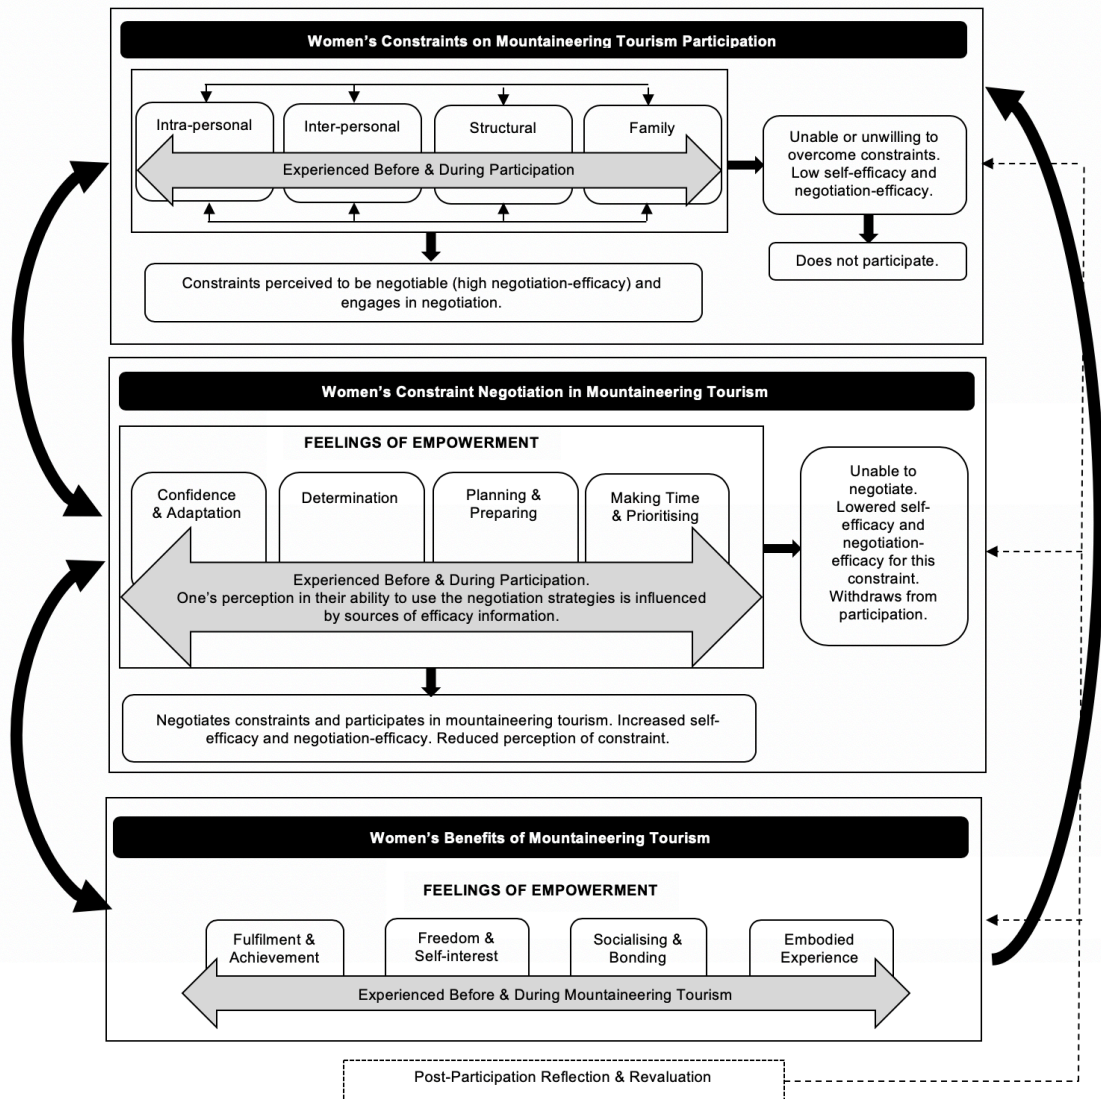 Women’s Constraints on Mountaineering Tourism Participation
Intra-personal
Inter-personal
Structural
Family
Experienced Before & During Participation
Unable or unwilling to
overcome constraints.
Low self-efficacy and
negotiation-efficacy.
Does not participate.
Constraints perceived to be negotiable (high negotiation-efficacy) and
engages in negotiation.
Women’s Constraint Negotiation in Mountaineering Tourism
FEELINGS OF EMPOWERMENT
Confidence
& Adaptation
Determination
Planning &
Preparing
Making Time
& Prioritising
Experienced Before & During Participation.
One’s perception in their ability to use the negotiation strategies is influenced
by sources of efficacy information.
Unable to
negotiate.
Lowered self-
efficacy and
negotiation-
efficacy for this
constraint.
Withdraws from
participation.
Negotiates constraints and participates in mountaineering tourism. Increased self-
efficacy and negotiation-efficacy. Reduced perception of constraint.
Women’s Benefits of Mountaineering Tourism
FEELINGS OF EMPOWERMENT
Fulfilment &
Achievement
Freedom &
Self-interest
Socialising &
Bonding
Embodied
Experience
Experienced Before & During Mountaineering Tourism
Post-Participation Reflection & Revaluation